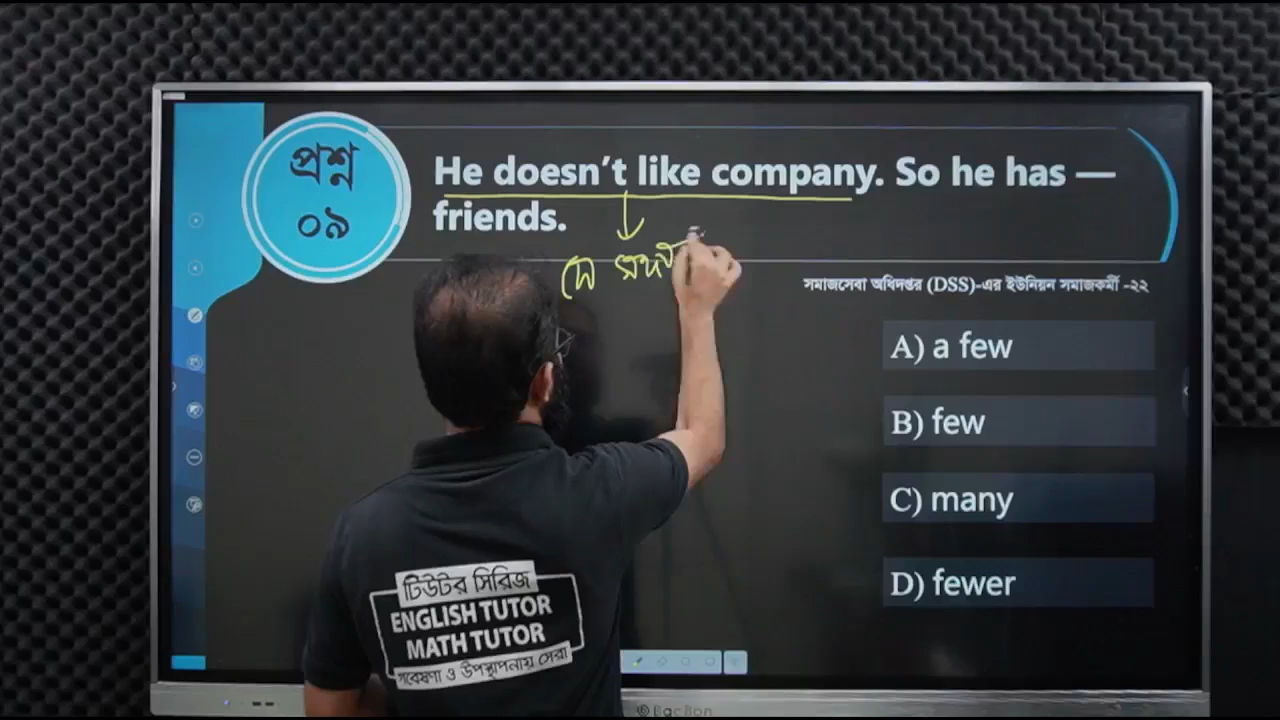 প্রশ্ন
০৯
He doesn't like company. So he has —
friends.
সে
সমাজসেবা অধিদপ্তর (DSS)-এর ইউনিয়ন সমাজকর্মী -২২
A) a few
B) few
C) many
D) fewer
টিউটর সিরিজ
ENGLISH TUTOR
MATH TUTOR
গবেষণা ও উপস্থাপনায় সেরা
BacBon